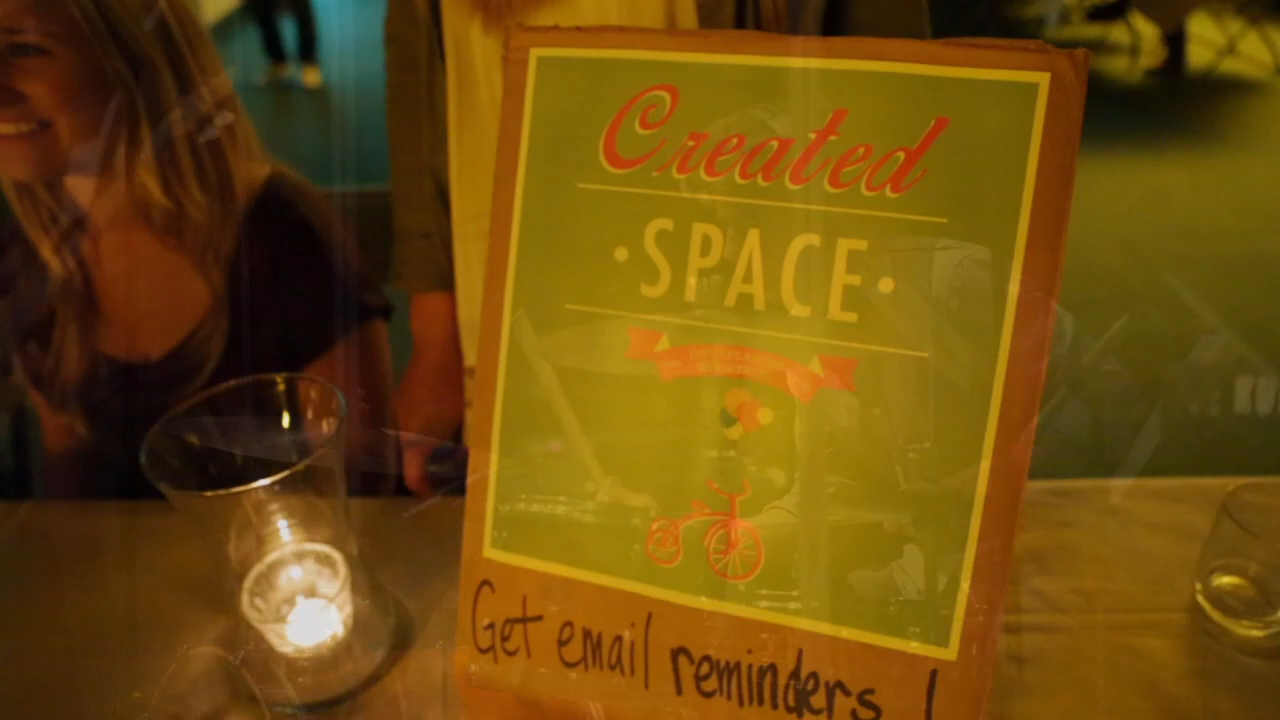 Created
· SPACE ·
Get email reminders !